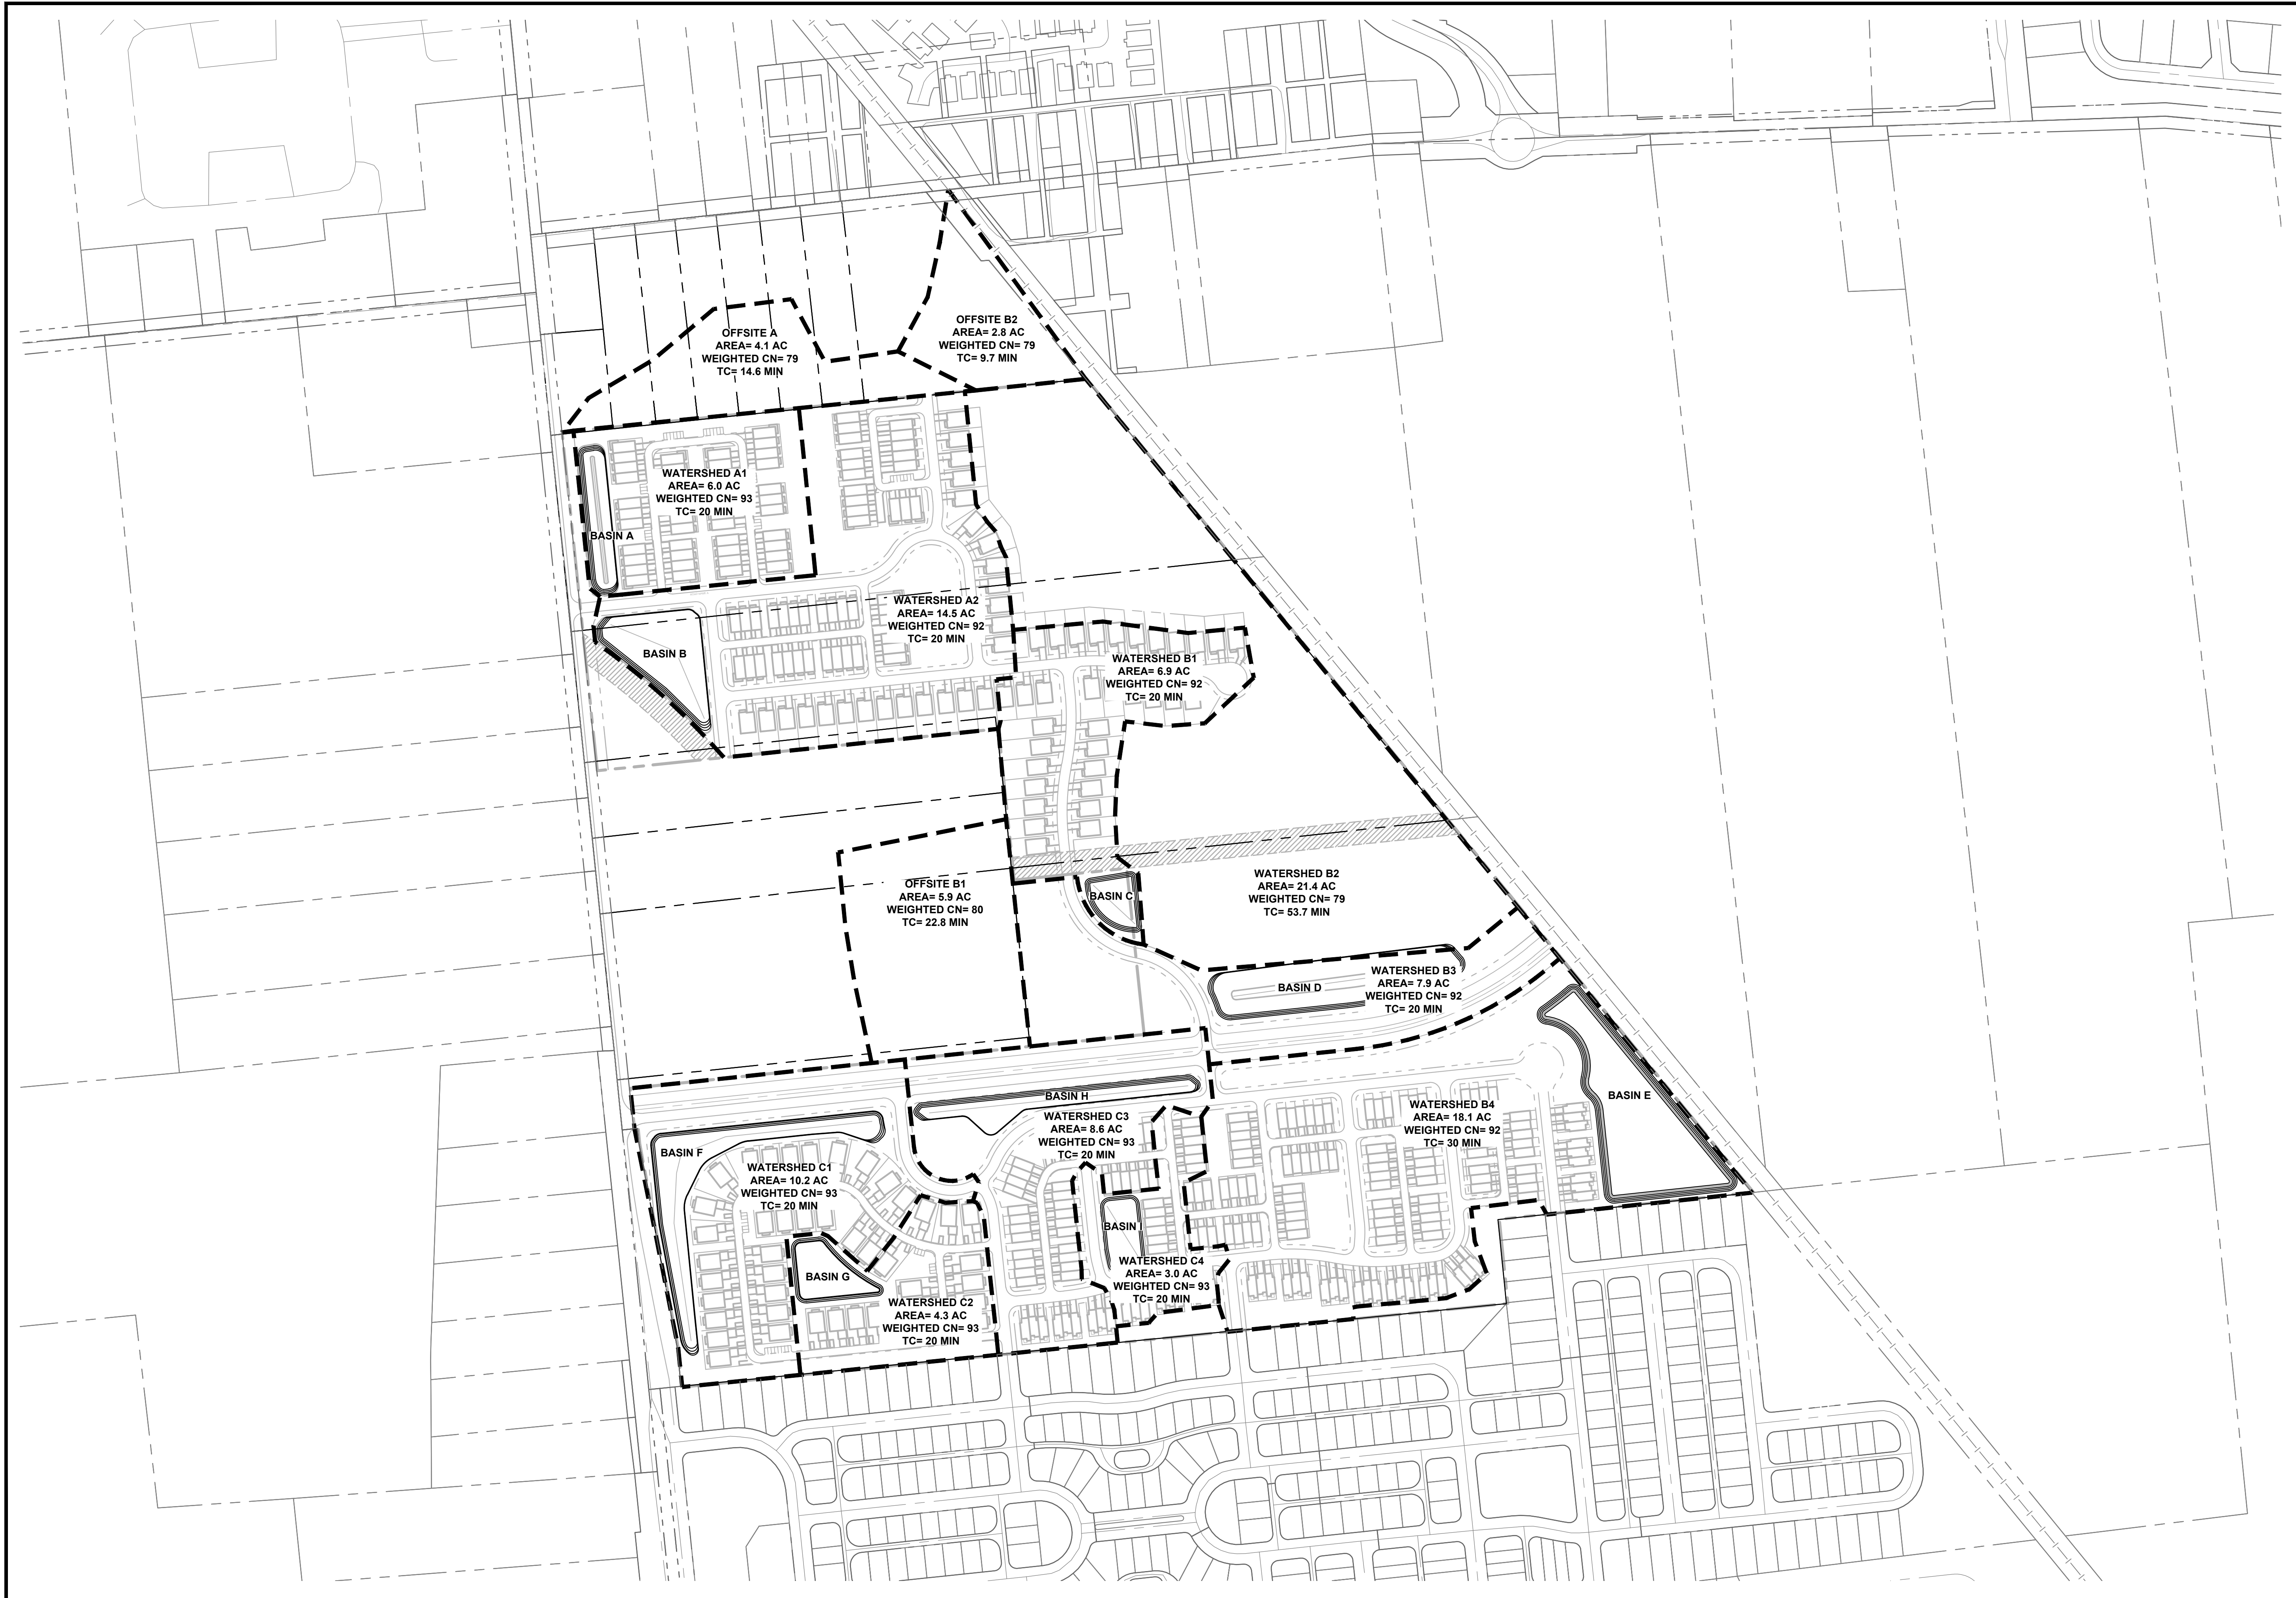 OFFSITE A
AREA= 4.1 AC
WEIGHTED CN= 79
TC= 14.6 MIN
OFFSITE B2
AREA= 2.8 AC
WEIGHTED CN= 79
TC= 9.7 MIN
WATERSHED A1
AREA= 6.0 AC
WEIGHTED CN= 93
TC= 20 MIN
BASIN A
WATERSHED A2
AREA= 14.5 AC
WEIGHTED CN= 92
TC= 20 MIN
BASIN B
WATERSHED B1
AREA= 6.9 AC
WEIGHTED CN= 92
TC= 20 MIN
OFFSITE B1
AREA= 5.9 AC
WEIGHTED CN= 80
TC= 22.8 MIN
BASIN C
WATERSHED B2
AREA= 21.4 AC
WEIGHTED CN= 79
TC= 53.7 MIN
BASIN D
WATERSHED B3
AREA= 7.9 AC
WEIGHTED CN= 92
TC= 20 MIN
BASIN E
BASIN H
WATERSHED C3
AREA= 8.6 AC
WEIGHTED CN= 93
TC= 20 MIN
WATERSHED B4
AREA= 18.1 AC
WEIGHTED CN= 92
TC= 30 MIN
BASIN F
WATERSHED C1
AREA= 10.2 AC
WEIGHTED CN= 93
TC= 20 MIN
BASIN I
BASIN G
WATERSHED C4
AREA= 3.0 AC
WEIGHTED CN= 93
TC= 20 MIN
WATERSHED C2
AREA= 4.3 AC
WEIGHTED CN= 93
TC= 20 MIN